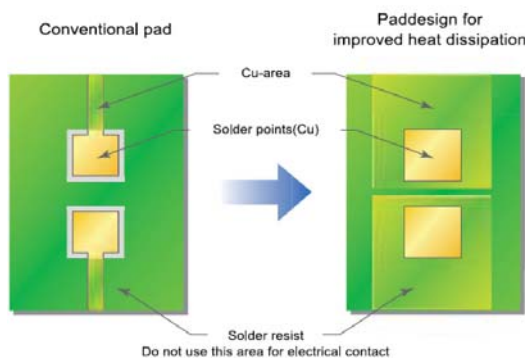 Conventional pad
Paddesign for
improved heat dissipation
Cu-area
Solder points(Cu)
Solder resist
Do not use this area for electrical contact